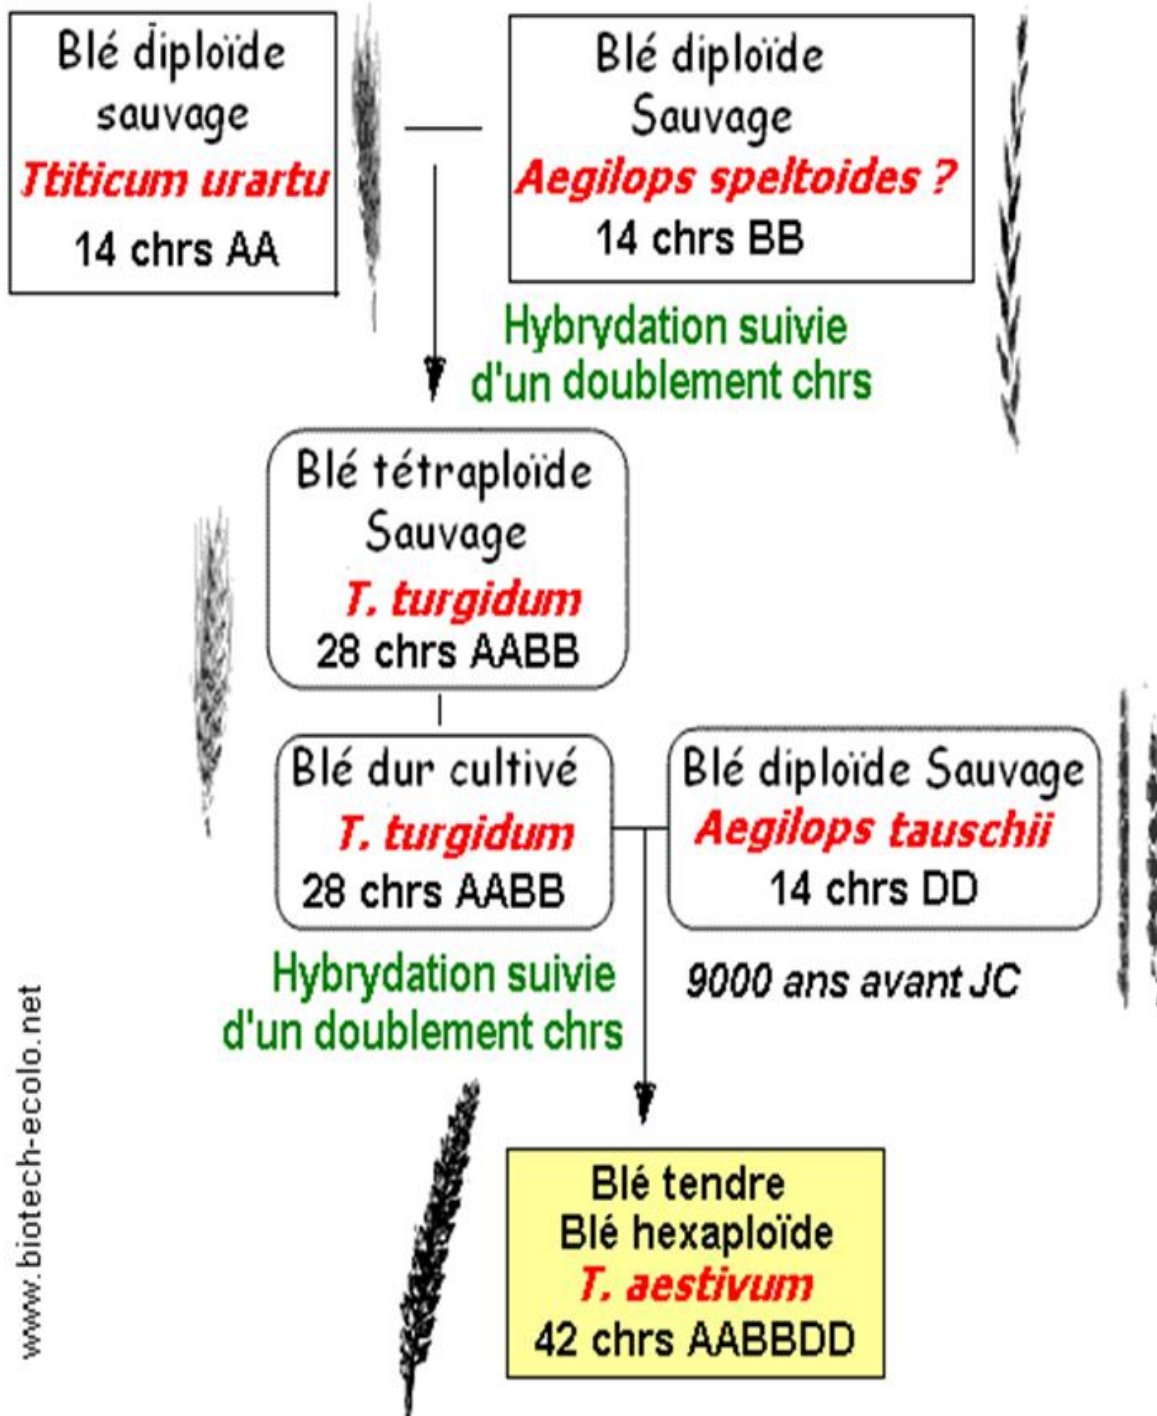 Blé diploïde
sauvage
Ttiticum urartu
14 chrs AA
Blé diploïde
Sauvage
Aegilops speltoides ?
14 chrs BB
Hybrydation suivie
d'un doublement chrs
Blé tétraploïde
Sauvage
T. turgidum
28 chrs AABB
Blé dur cultivé
T. turgidum
28 chrs AABB
Blé diploïde Sauvage
Aegilops tauschii
14 chrs DD
Hybrydation suivie
d'un doublement chrs
9000 ans avant JC
Blé tendre
Blé hexaploïde
T. aestivum
42 chrs AABBDD
www.biotech-ecolo.net